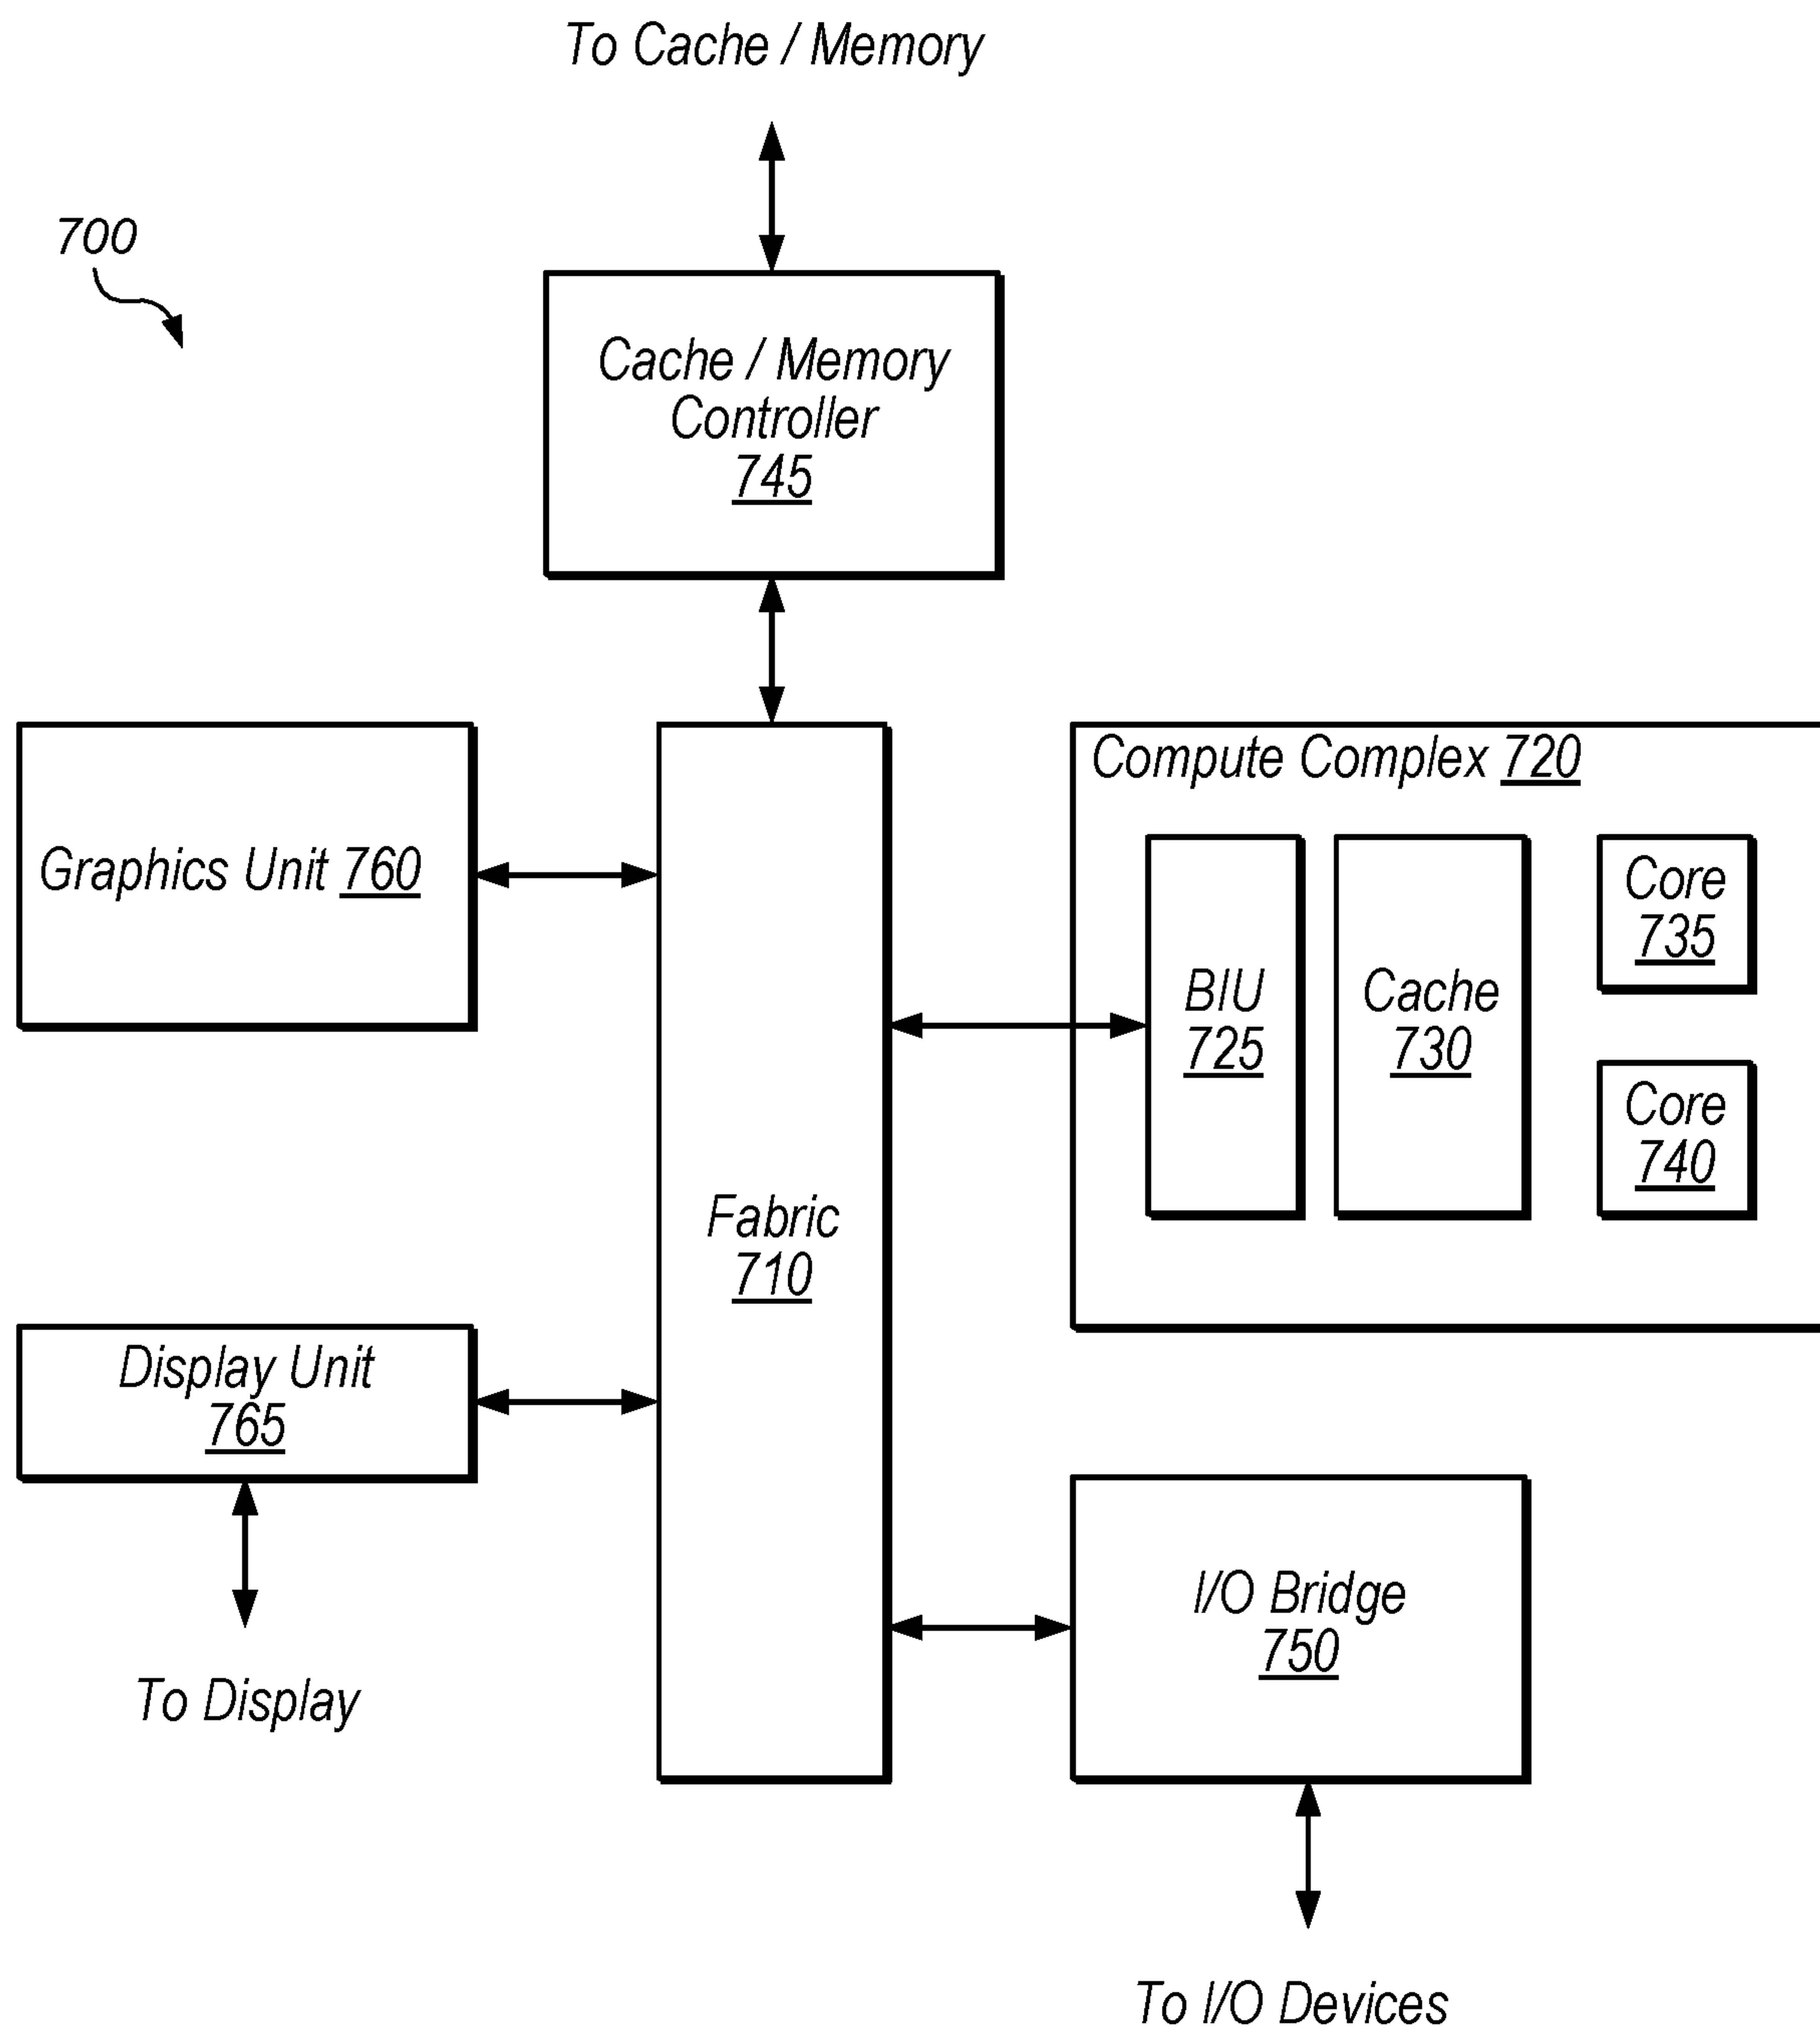 To Cache / Memory
700
Cache / Memory
Controller
745
Graphics Unit 760
Fabric
710
Compute Complex 720
BIU
725
Cache
730
Core
735
Core
740
Display Unit
765
To Display
I/O Bridge
750
To I/O Devices